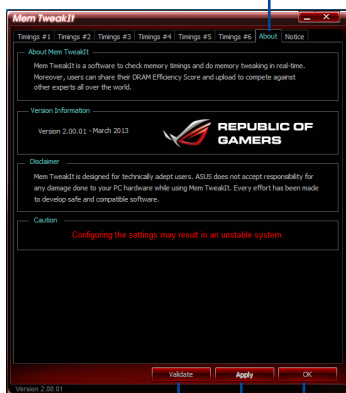 Mem TweakIt
Timings #1 Timings #2 Timings #3 Timings #4 Timings #5 Timings #6 About Notice
About Mem TweakIt
Mem TweakIt is a software to check memory timings and do memory tweaking in real-time.
Moreover, users can share their DRAM Efficiency Score and upload to compete against
other experts all over the world.
Version Information
Version 2.00.01 - March 2013
REPUBLIC OF
GAMERS
Disclaimer
Mem TweakIt is designed for technically adept users. ASUS does not accept responsibility for
any damage done to your PC hardware while using Mem TweakIt. Every effort has been made
to develop safe and compatible software.
Caution
Configuring the settings may result in an unstable system.
Validate Apply OK
Version 2.00.01